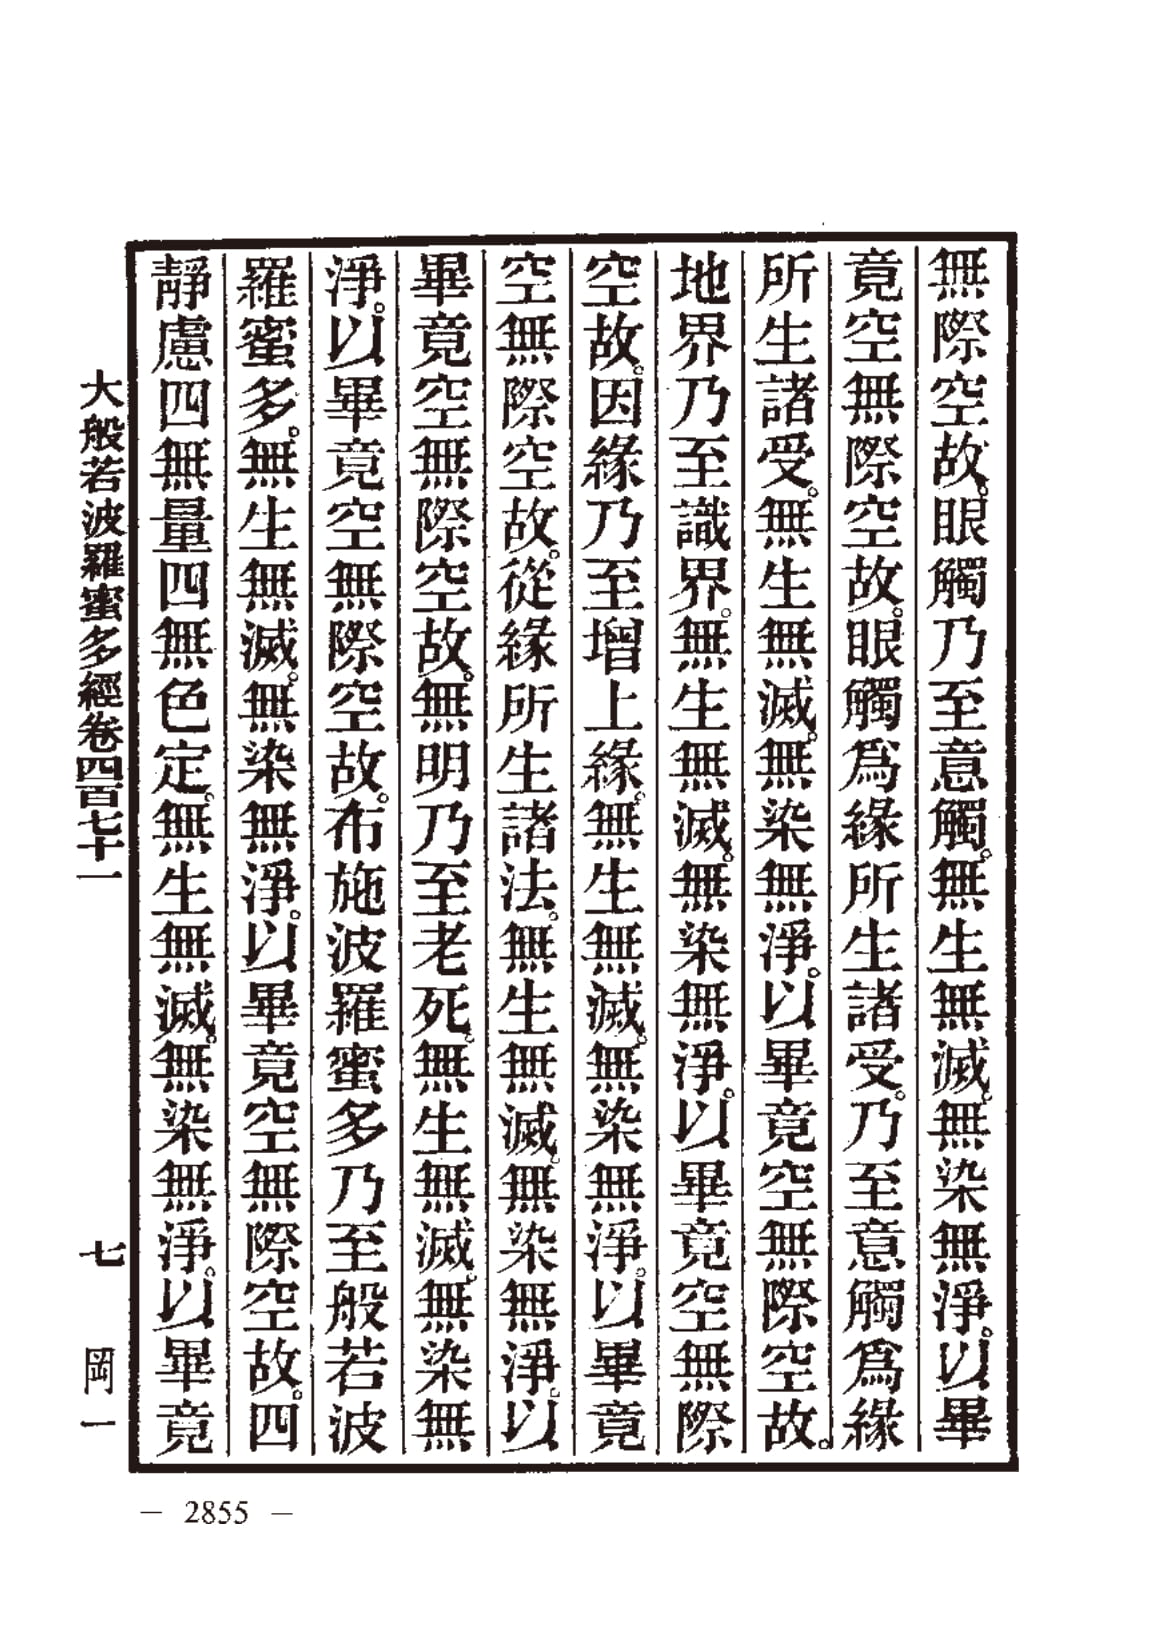 無際空故。眼觸乃至意觸。無生無滅。無染無淨。以畢
竟空無際空故。眼觸爲緣所生諸受。乃至意觸爲緣
所生諸受。無生無滅。無染無淨。以畢竟空無際空故。
地界乃至識界。無生無滅。無染無淨。以畢竟空無際
空故。因緣乃至增上緣。無生無滅。無染無淨。以畢竟
空無際空故。從緣所生諸法。無生無滅。無染無淨。以
畢竟空無際空故。無明乃至老死。無生無滅。無染無
淨。以畢竟空無際空故。布施波羅蜜多乃至般若波
羅蜜多。無生無滅。無染無淨。以畢竟空無際空故。四
靜慮四無量四無色定。無生無滅。無染無淨。以畢竟
大般若波羅蜜多經卷四百七十一 七 岡一
— 2855 —